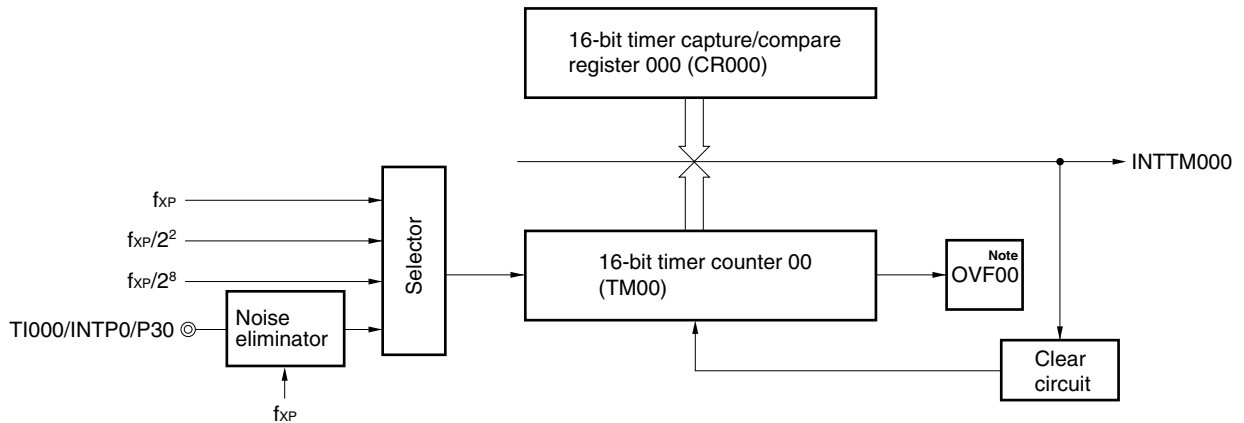 16-bit timer capture/compare
register 000 (CR000)
INTTM000
fXP
fXP/2²
fXP/2⁸
TI000/INTP0/P30
Noise
eliminator
fXP
Selector
16-bit timer counter 00
(TM00)
Note
OVF00
Clear
circuit